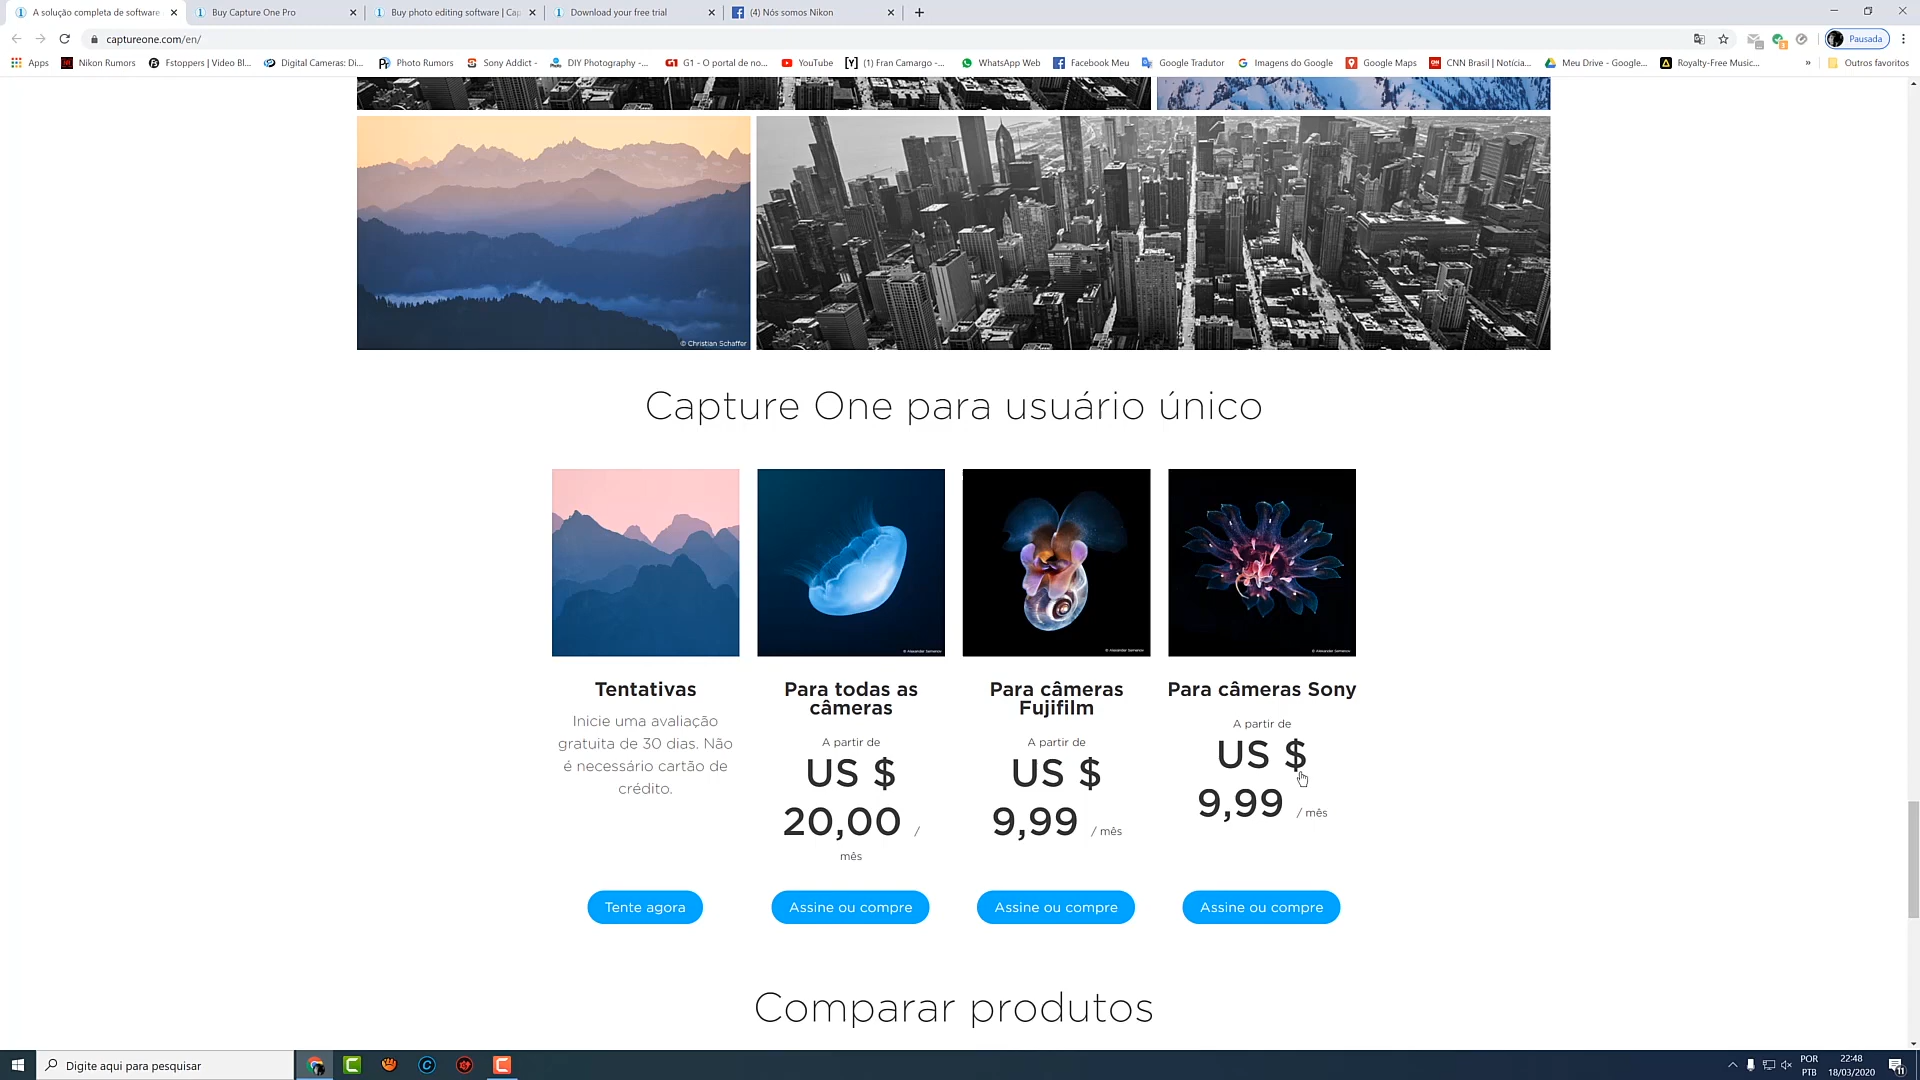 A solução completa de software
Buy Capture One Pro
Buy photo editing software | Cap
Download your free trial
(4) Nós somos Nikon
captureone.com/en/
Pausada
Apps
Nikon Rumors
Fstoppers | Video Bl...
Digital Cameras: Di...
Photo Rumors
Sony Addict -
DIY Photography -...
G1 - O portal de no...
YouTube
(1) Fran Camargo -...
WhatsApp Web
Facebook Meu
Google Tradutor
Imagens do Google
Google Maps
CNN Brasil | Notícia...
Meu Drive - Google...
Royalty-Free Music...
»
Outros favoritos
© Christian Schaffer
Capture One para usuário único
© Alexander Semenov
© Alexander Semenov
© Alexander Semenov
Tentativas
Inicie uma avaliação
gratuita de 30 dias. Não
é necessário cartão de
crédito.
Tente agora
Para todas as
câmeras
A partir de
US $
20,00 /
mês
Assine ou compre
Para câmeras
Fujifilm
A partir de
US $
9,99 / mês
Assine ou compre
Para câmeras Sony
A partir de
US $
9,99 / mês
Assine ou compre
Comparar produtos
Digite aqui para pesquisar
POR
PTB
22:48
18/03/2020